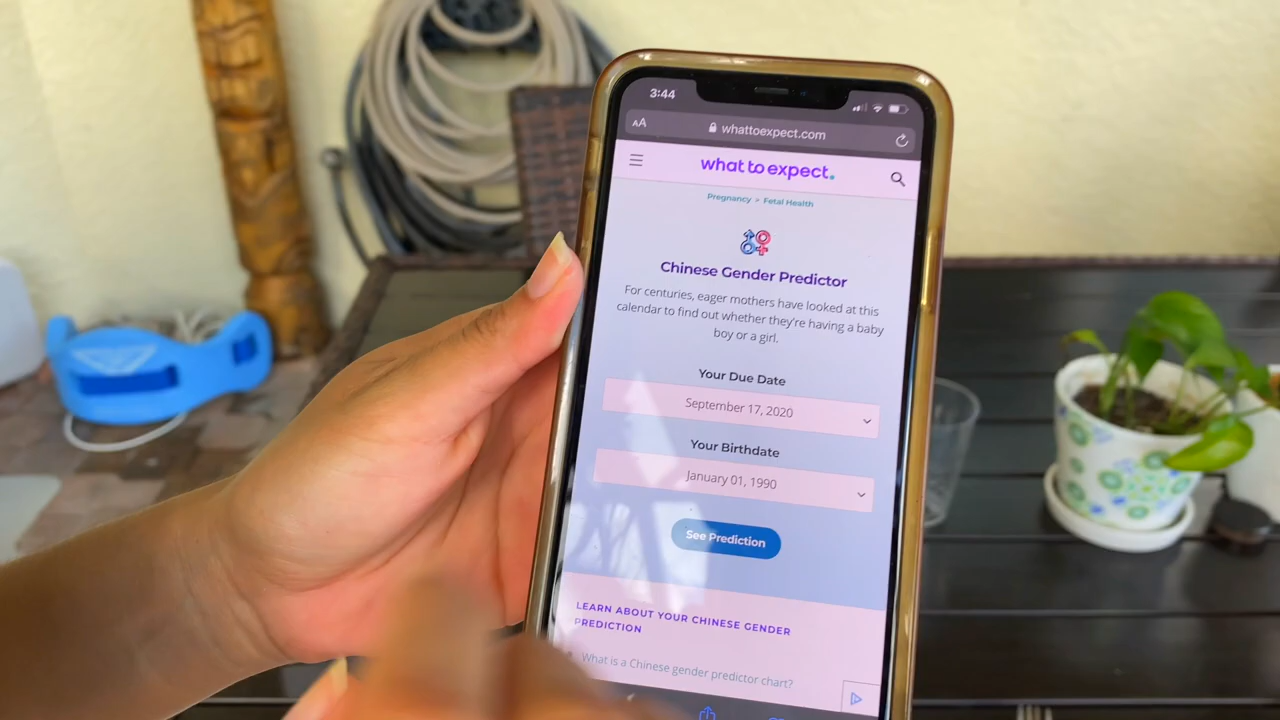 3:44
AA whattoexpect.com
what to expect.
Pregnancy > Fetal Health
Chinese Gender Predictor
For centuries, eager mothers have looked at this
calendar to find out whether they're having a baby
boy or a girl.
Your Due Date
September 17, 2020
Your Birthdate
January 01, 1990
See Prediction
LEARN ABOUT YOUR CHINESE GENDER
PREDICTION
What is a Chinese gender predictor chart?